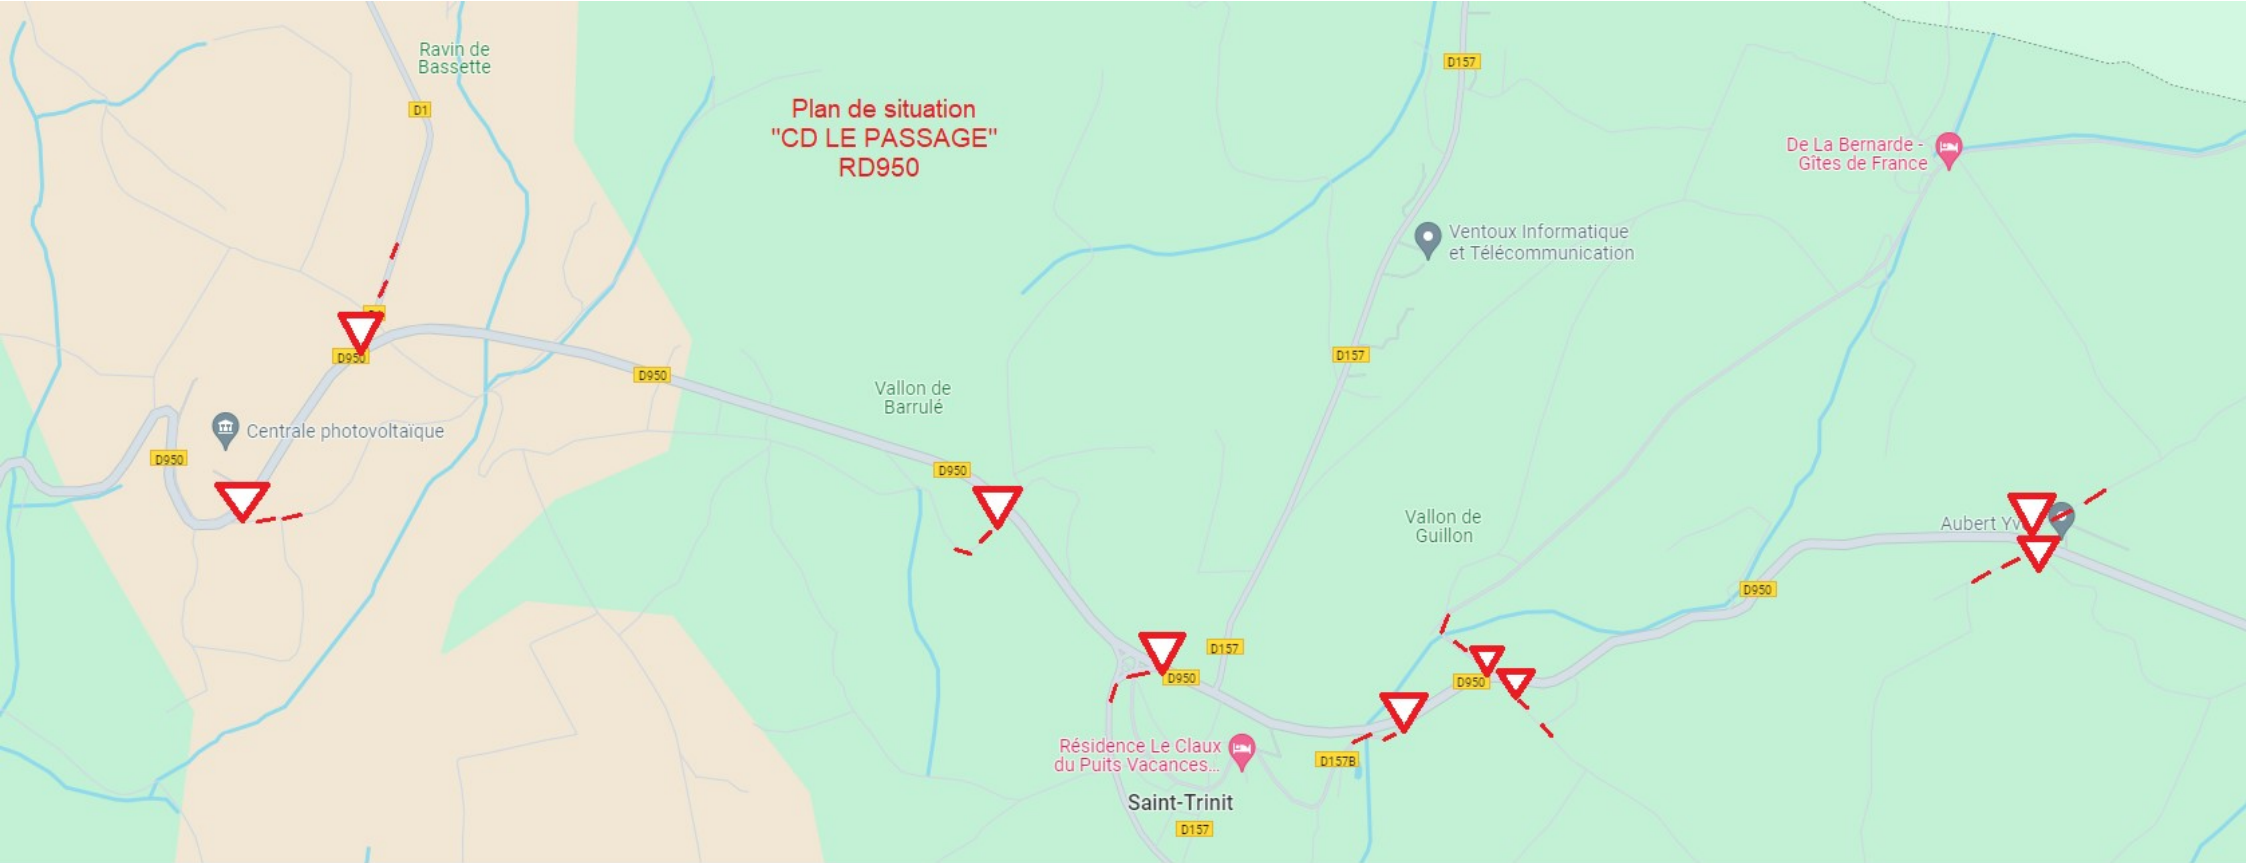 Ravin de
Bassette
D157
D1
Plan de situation
"CD LE PASSAGE"
RD950
De La Bernarde -
Gîtes de France
Ventoux Informatique
et Télécommunication
D950
D157
D950
Vallon de
Barrulé
Centrale photovoltaïque
D950
D950
Vallon de
Guillon
Aubert
D950
D157
D950
D950
Résidence Le Claux
du Puits Vacances...
D157B
Saint-Trinit
D157